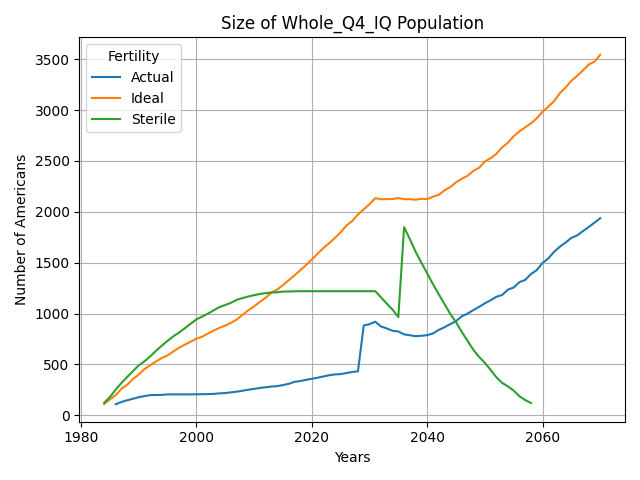 Size of Whole_Q4_IQ Population
Fertility
Actual
Ideal
Sterile
Number of Americans
3500
3000
2500
2000
1500
1000
500
0
1980
2000
2020
2040
2060
Years